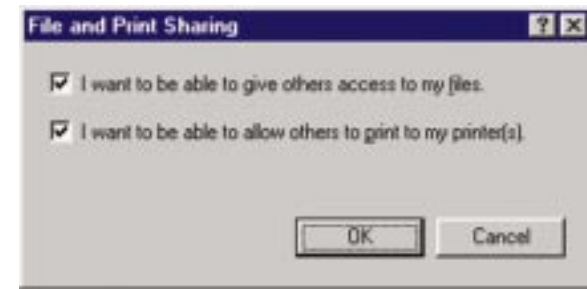 File and Print Sharing
I want to be able to give others access to my files.
I want to be able to allow others to print to my printer(s).
OK Cancel